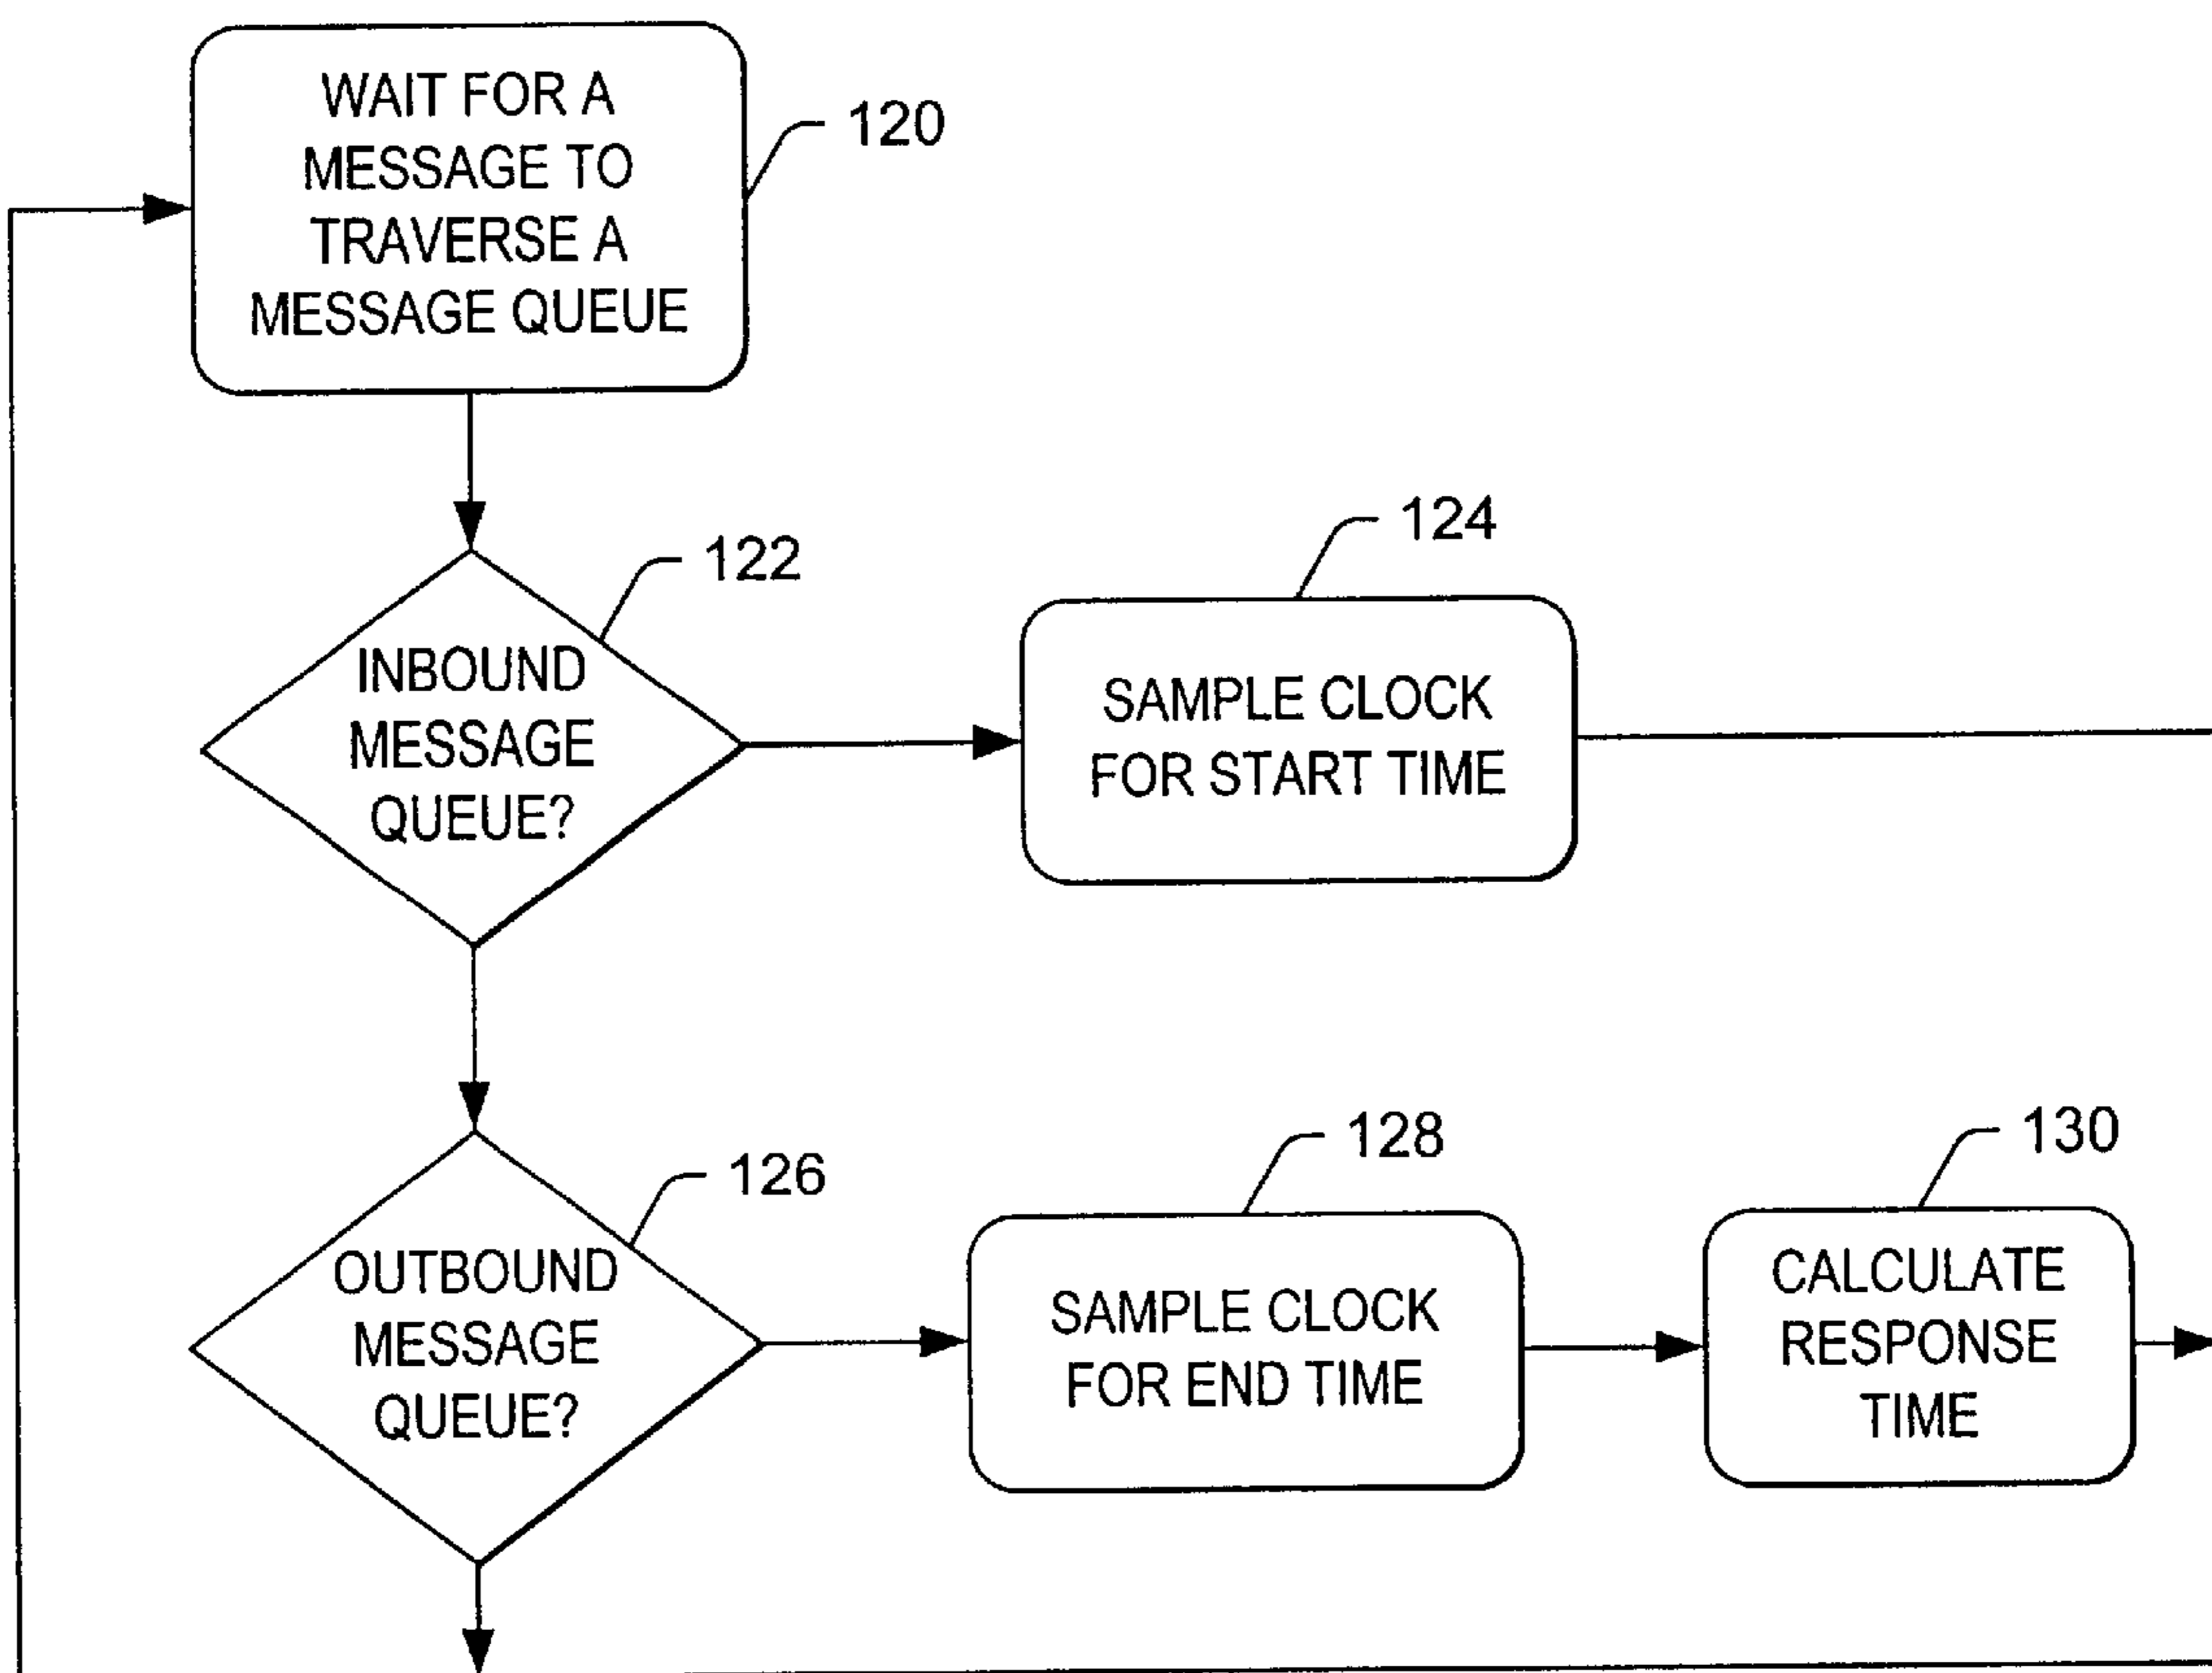 WAIT FOR A
MESSAGE TO
TRAVERSE A
MESSAGE QUEUE
120
122
INBOUND
MESSAGE
QUEUE?
124
SAMPLE CLOCK
FOR START TIME
126
OUTBOUND
MESSAGE
QUEUE?
128
SAMPLE CLOCK
FOR END TIME
130
CALCULATE
RESPONSE
TIME